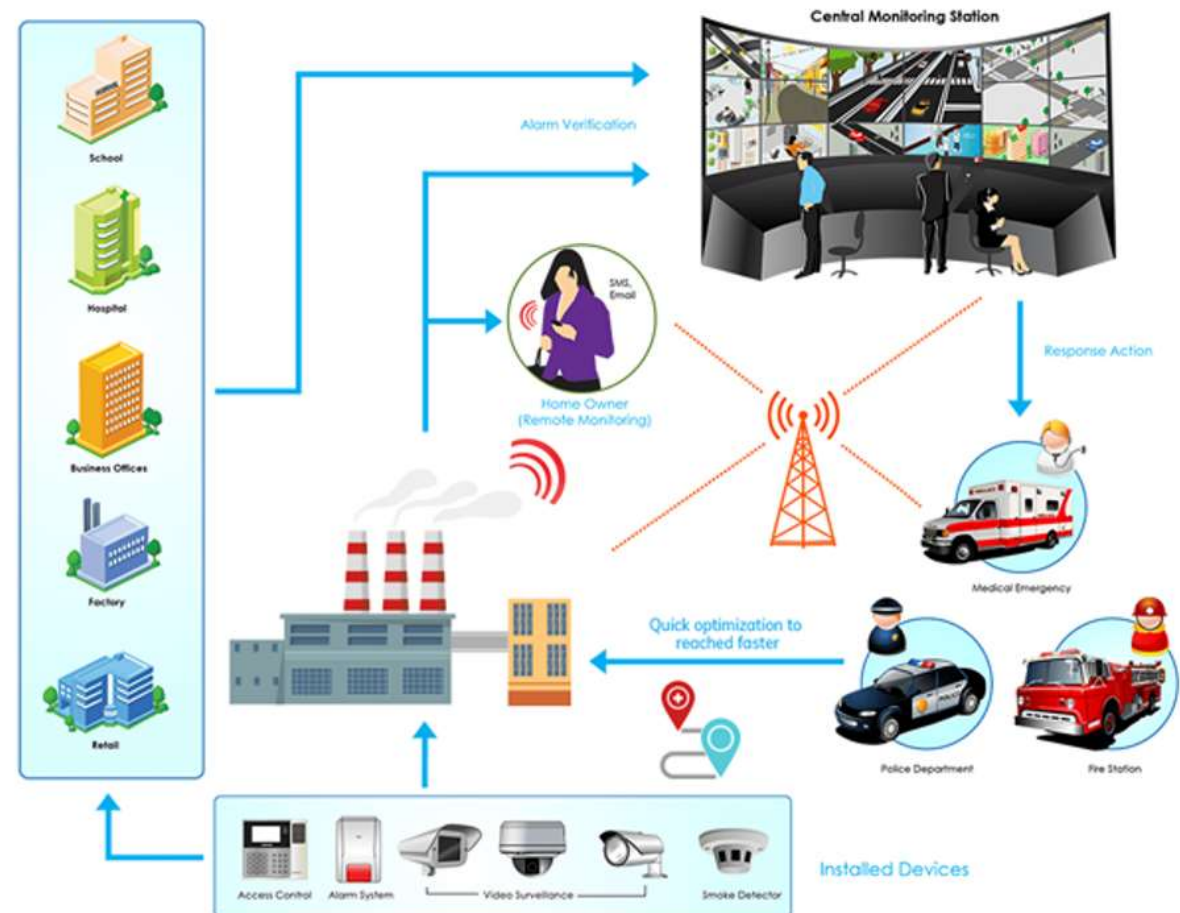 Central Monitoring Station
Alarm Verification
School
Hospital
SMS,
Email
Response Action
Home Owner
(Remote Monitoring)
Business Offices
Medical Emergency
Factory
Quick optimization to
reached faster
Retail
Police Department
Fire Station
Access Control
Alarm System
Video Surveillance
Smoke Detector
Installed Devices